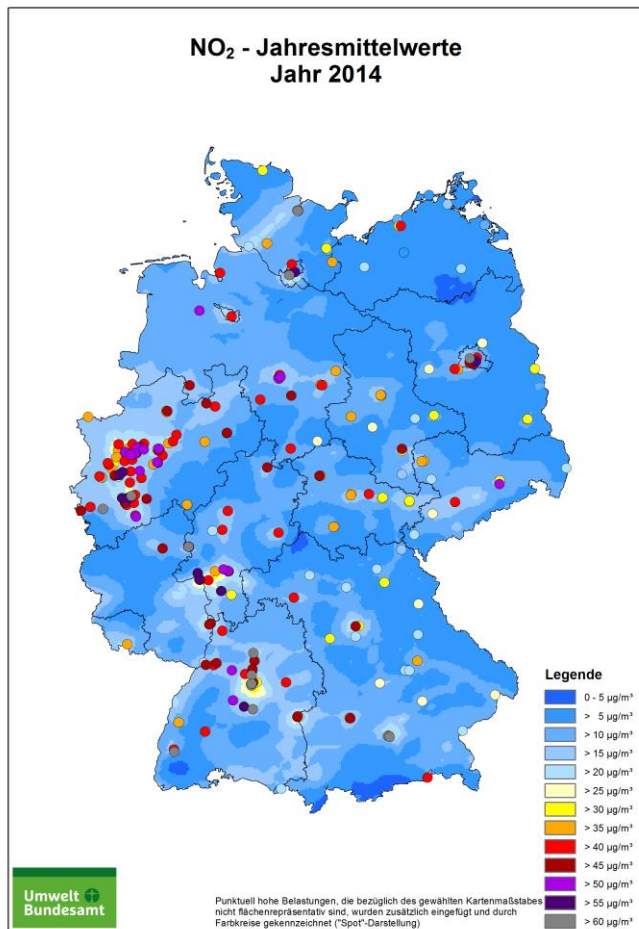 NO₂ - Jahresmittelwerte
Jahr 2014
Legende
0 - 5 µg/m³
> 5 µg/m³
> 10 µg/m³
> 15 µg/m³
> 20 µg/m³
> 25 µg/m³
> 30 µg/m³
> 35 µg/m³
> 40 µg/m³
> 45 µg/m³
> 50 µg/m³
> 55 µg/m³
> 60 µg/m³
Umwelt
Bundesamt
Punktuell hohe Belastungen, die bezüglich des gewählten Kartenmaßstabes
nicht flächenrepräsentativ sind, wurden zusätzlich eingefügt und durch
Farbkreise gekennzeichnet ("Spot"-Darstellung)